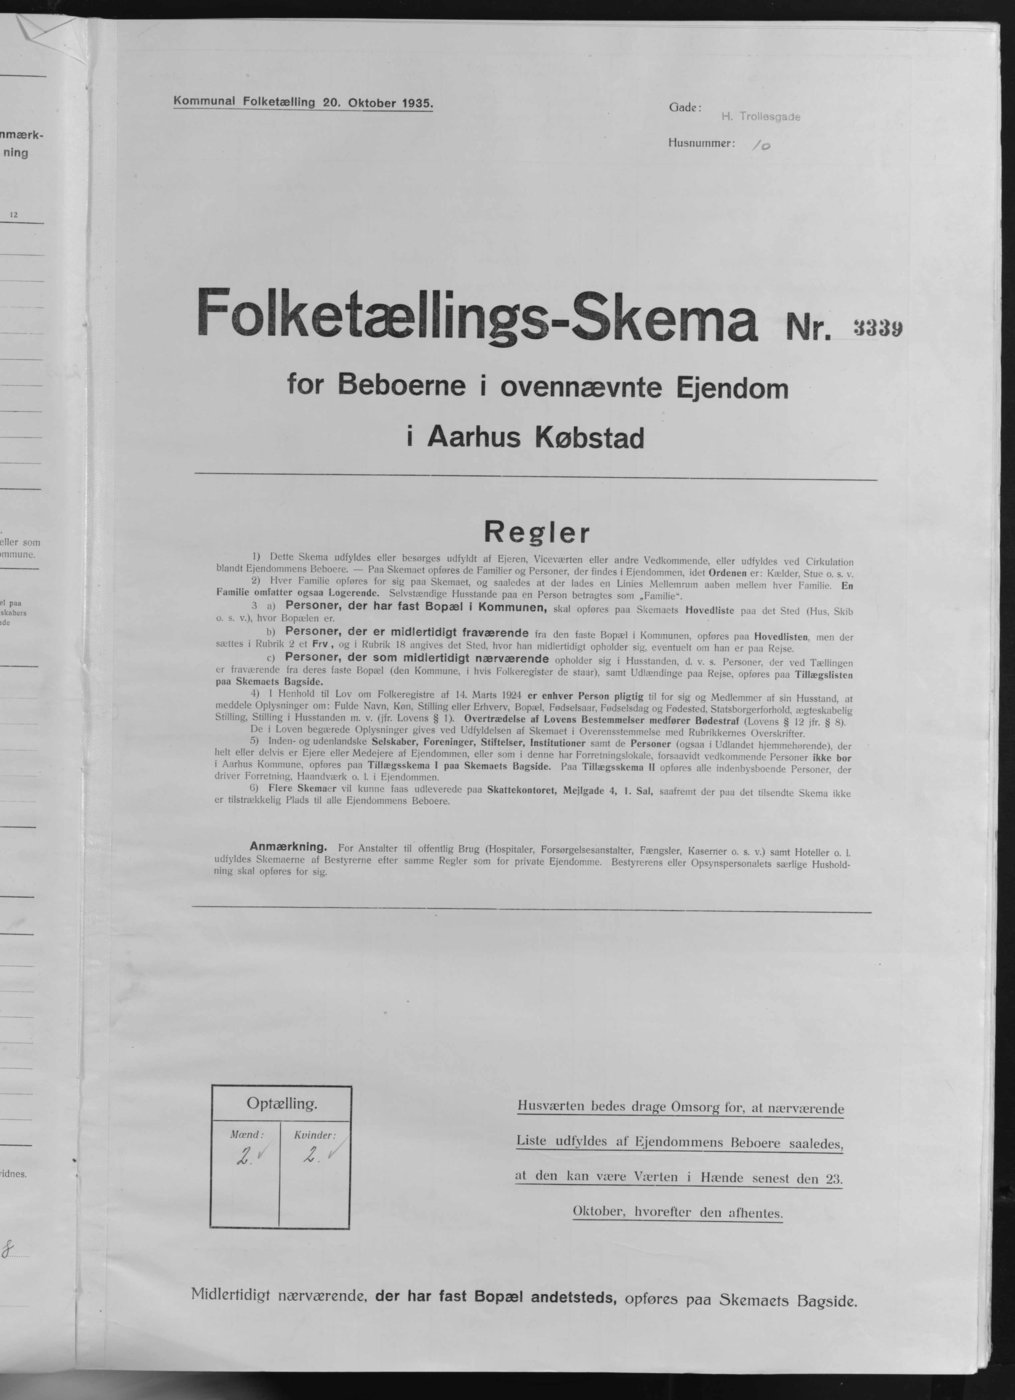 nmærk-
ning
12
eller som
ommune.
el paa
skabers
ridnes.
8
Kommunal Folketælling 20. Oktober 1935.
Gade: H. Trollesgade
Husnummer: 10
Folketællings-Skema Nr. 3339
for Beboerne i ovennævnte Ejendom
i Aarhus Købstad
Regler
1) Dette Skema udfyldes eller besørges udfyldt af Ejeren, Viceværten eller andre Vedkommende, eller udfyldes ved Cirkulation
blandt Ejendommens Beboere. — Paa Skemaet opføres de Familier og Personer, der findes i Ejendommen, idet Ordenen er: Kælder, Stue o. s. v.
2) Hver Familie opføres for sig paa Skemaet, og saaledes at der lades en Linies Mellemrum aaben mellem hver Familie. En
Familie omfatter ogsaa Logerende. Selvstændige Husstande paa en Person betragtes som „Familie“.
3 a) Personer, der har fast Bopæl i Kommunen, skal opføres paa Skemaets Hovedliste paa det Sted (Hus, Skib
o. s. v.), hvor Bopælen er.
b) Personer, der er midlertidigt fraværende fra den faste Bopæl i Kommunen, opføres paa Hovedlisten, men der
sættes i Rubrik 2 et Frv., og i Rubrik 18 angives det Sted, hvor han midlertidigt opholder sig, eventuelt om han er paa Rejse.
c) Personer, der som midlertidigt nærværende opholder sig i Husstanden, d. v. s. Personer, der ved Tællingen
er fraværende fra deres faste Bopæl (den Kommune, i hvis Folkeregister de staar), samt Udlændinge paa Rejse, opføres paa Tillægslisten
paa Skemaets Bagside.
4) I Henhold til Lov om Folkeregistre af 14. Marts 1924 er enhver Person pligtig til for sig og Medlemmer af sin Husstand, at
meddele Oplysninger om: Fulde Navn, Køn, Stilling eller Erhverv, Bopæl, Fødselsaar, Fødselsdag og Fødested, Statsborgerforhold, ægteskabelig
Stilling, Stilling i Husstanden m. v. (jfr. Lovens § 1). Overtrædelse af Lovens Bestemmelser medfører Bødestraf (Lovens § 12 jfr. § 8).
De i Loven begærede Oplysninger gives ved Udfyldelsen af Skemaet i Overensstemmelse med Rubrikkernes Overskrifter.
5) Inden- og udenlandske Selskaber, Foreninger, Stiftelser, Institutioner samt de Personer (ogsaa i Udlandet hjemmehørende), der
helt eller delvis er Ejere eller Medejere af Ejendommen, eller som i denne har Forretningslokale, forsaavidt vedkommende Personer ikke bor
i Aarhus Kommune, opføres paa Tillægsskema I paa Skemaets Bagside. Paa Tillægsskema II opføres alle indenbysboende Personer, der
driver Forretning, Haandværk o. l. i Ejendommen.
6) Flere Skemaer vil kunne faas udleverede paa Skattekontoret, Mejlgade 4, 1. Sal, saafremt der paa det tilsendte Skema ikke
er tilstrækkelig Plads til alle Ejendommens Beboere.
Anmærkning. For Anstalter til offentlig Brug (Hospitaler, Forsørgelsesanstalter, Fængsler, Kaserner o. s. v.) samt Hoteller o. l.
udfyldes Skemaerne af Bestyrerne efter samme Regler som for private Ejendomme. Bestyrerens eller Opsynspersonalets særlige Hushold-
ning skal opføres for sig.
Optælling.
Mænd: Kvinder:
2. ✓ 2. ✓
Husværten bedes drage Omsorg for, at nærværende
Liste udfyldes af Ejendommens Beboere saaledes,
at den kan være Værten i Hænde senest den 23.
Oktober, hvorefter den afhentes.
Midlertidigt nærværende, der har fast Bopæl andetsteds, opføres paa Skemaets Bagside.